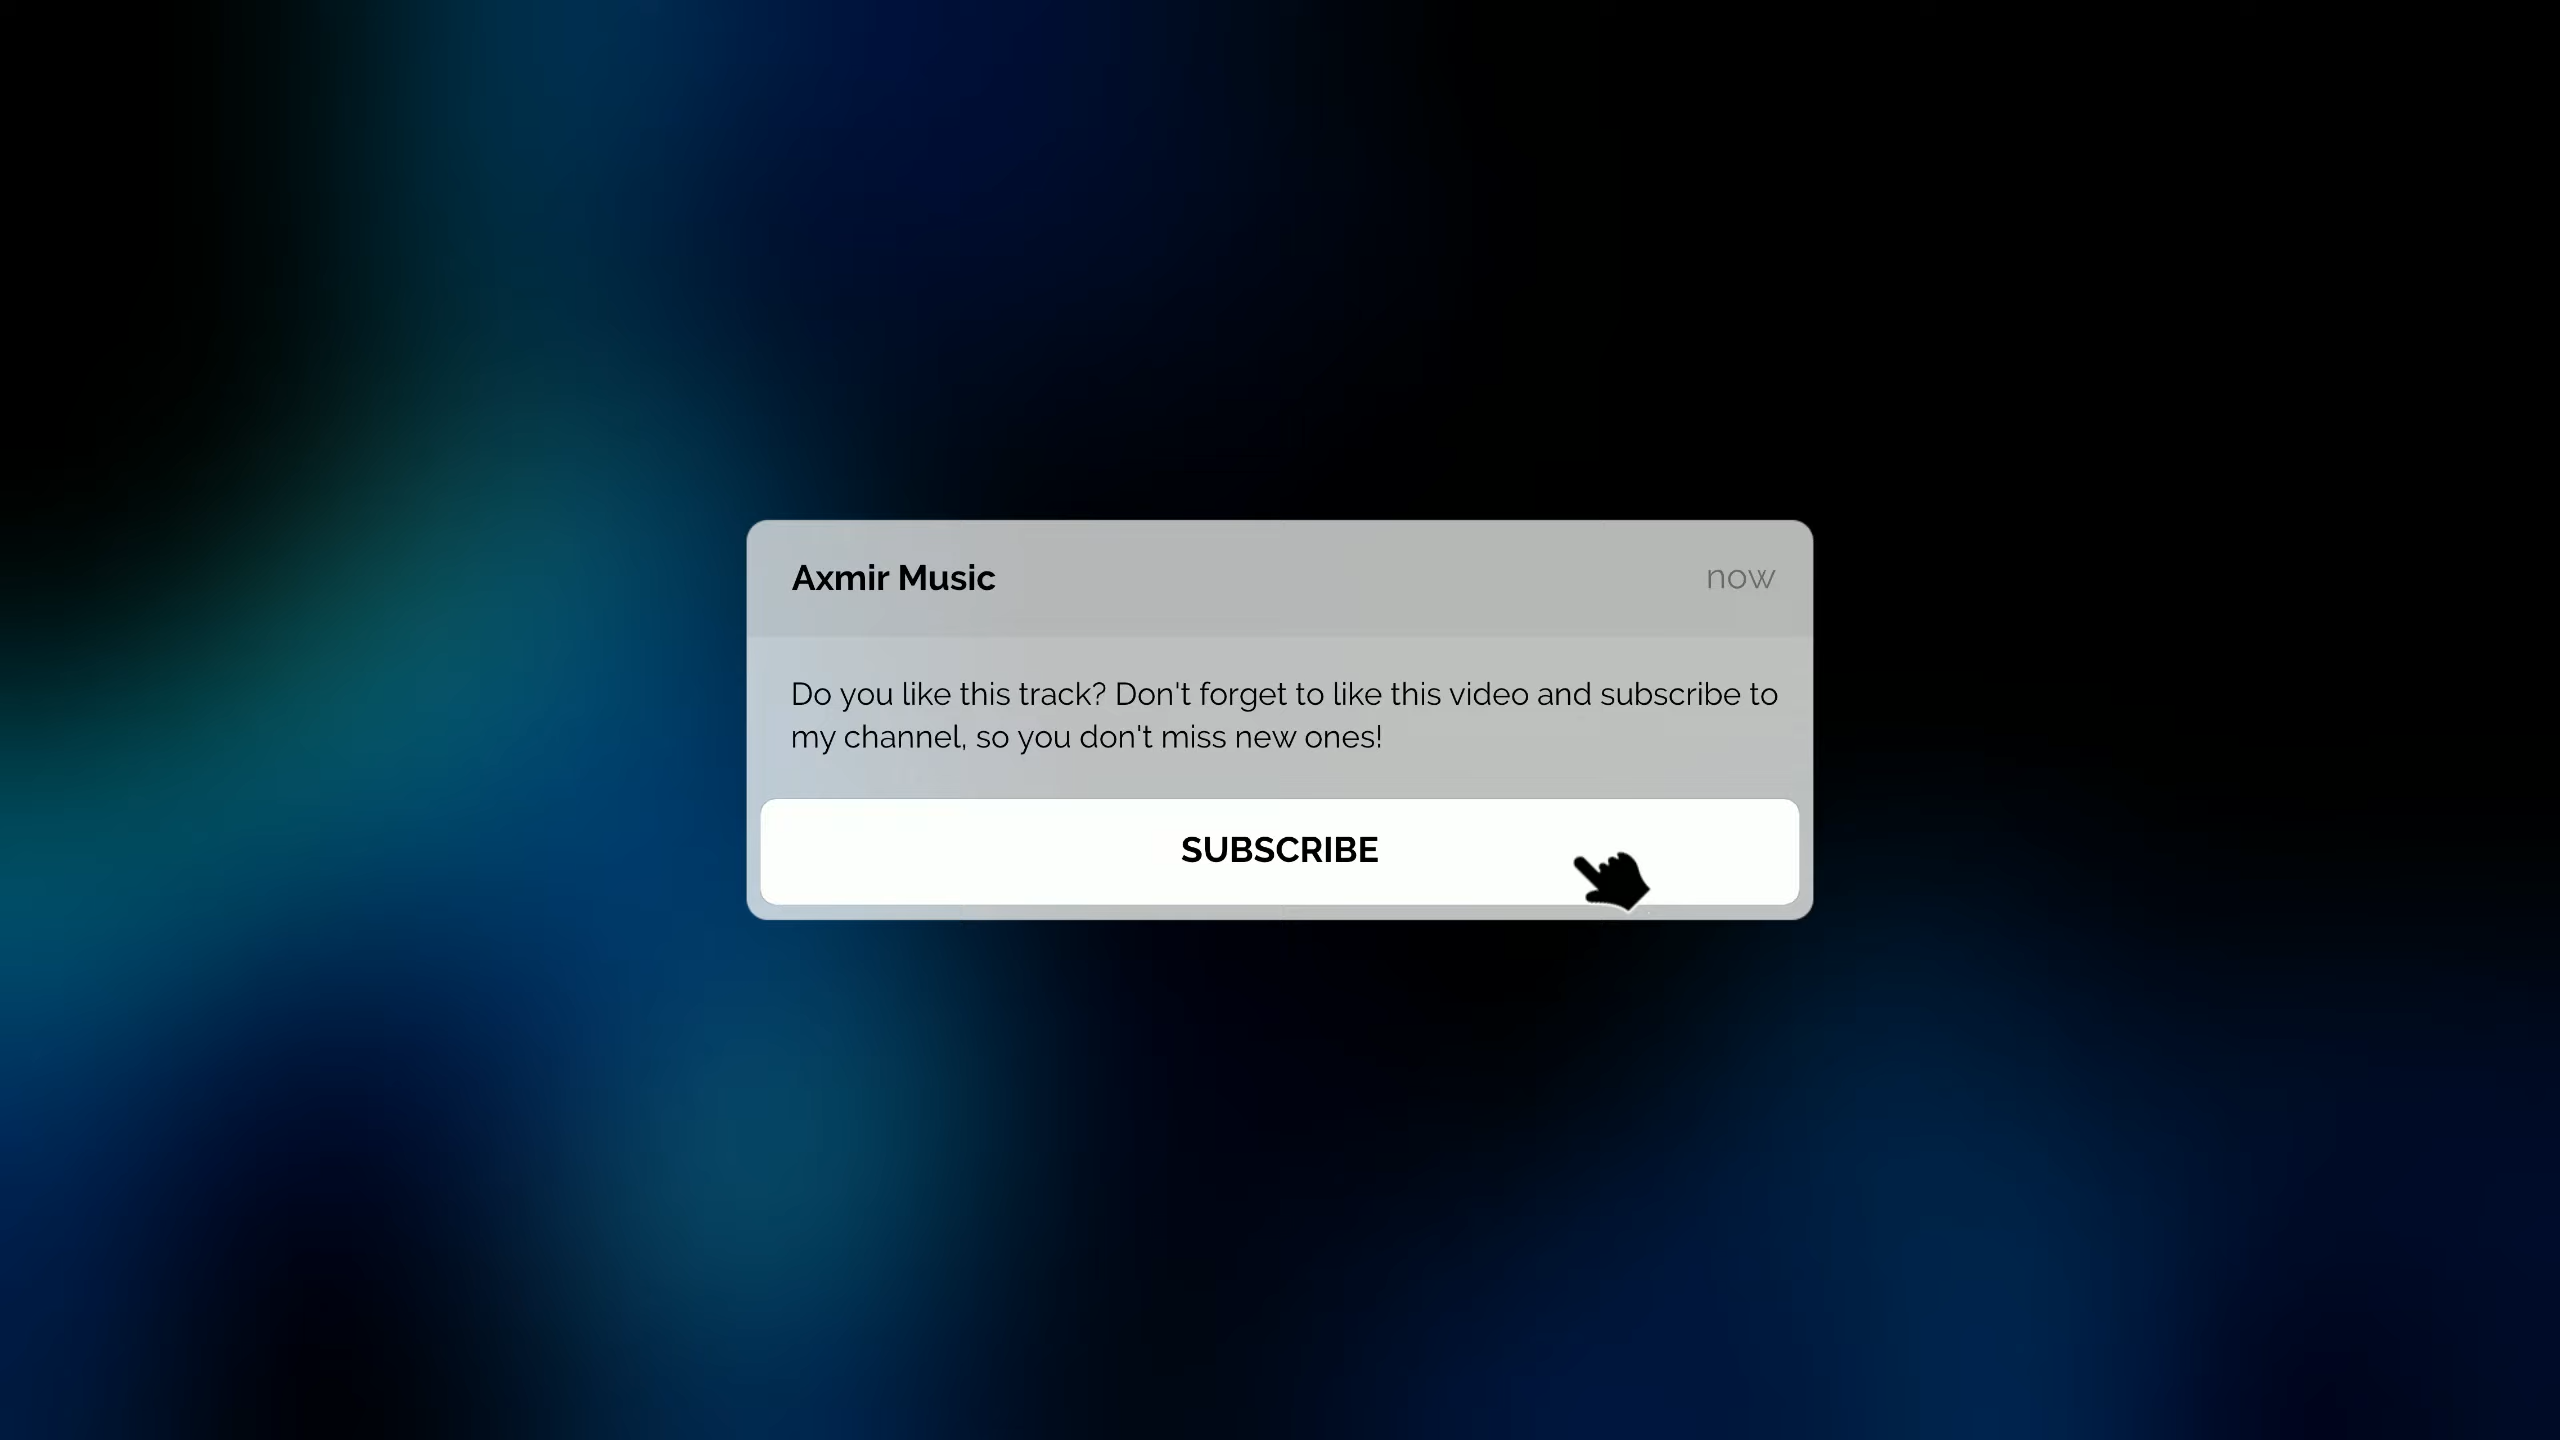 Axmir Music
now
Do you like this track? Don't forget to like this video and subscribe to
my channel, so you don't miss new ones!
SUBSCRIBE